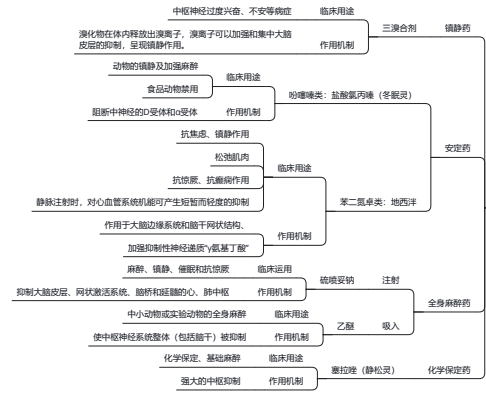 中枢神经过度兴奋、不安等病症
临床用途
溴化物在体内释放出溴离子，溴离子可以加强和集中大脑
皮层的抑制，呈现镇静作用。
作用机制
三溴合剂
镇静药
动物的镇静及加强麻醉
食品动物禁用
临床用途
阻断中神经的D受体和α受体
作用机制
吩噻嗪类：盐酸氯丙嗪（冬眠灵）
抗焦虑、镇静作用
松弛肌肉
抗惊厥、抗癫痫作用
静脉注射时，对心血管系统机能可产生短暂而轻度的抑制
临床用途
作用于大脑边缘系统和脑干网状结构、
加强抑制性神经递质"γ氨基丁酸"
作用机制
苯二氮卓类：地西泮
安定药
麻醉、镇静、催眠和抗惊厥
临床运用
抑制大脑皮层、网状激活系统、脑桥和延髓的心、肺中枢
作用机制
硫喷妥钠
注射
中小动物或实验动物的全身麻醉
临床用途
使中枢神经系统整体（包括脑干）被抑制
作用机制
乙醚
吸入
全身麻醉药
化学保定、基础麻醉
临床用途
强大的中枢抑制
作用机制
塞拉唑（静松灵）
化学保定药